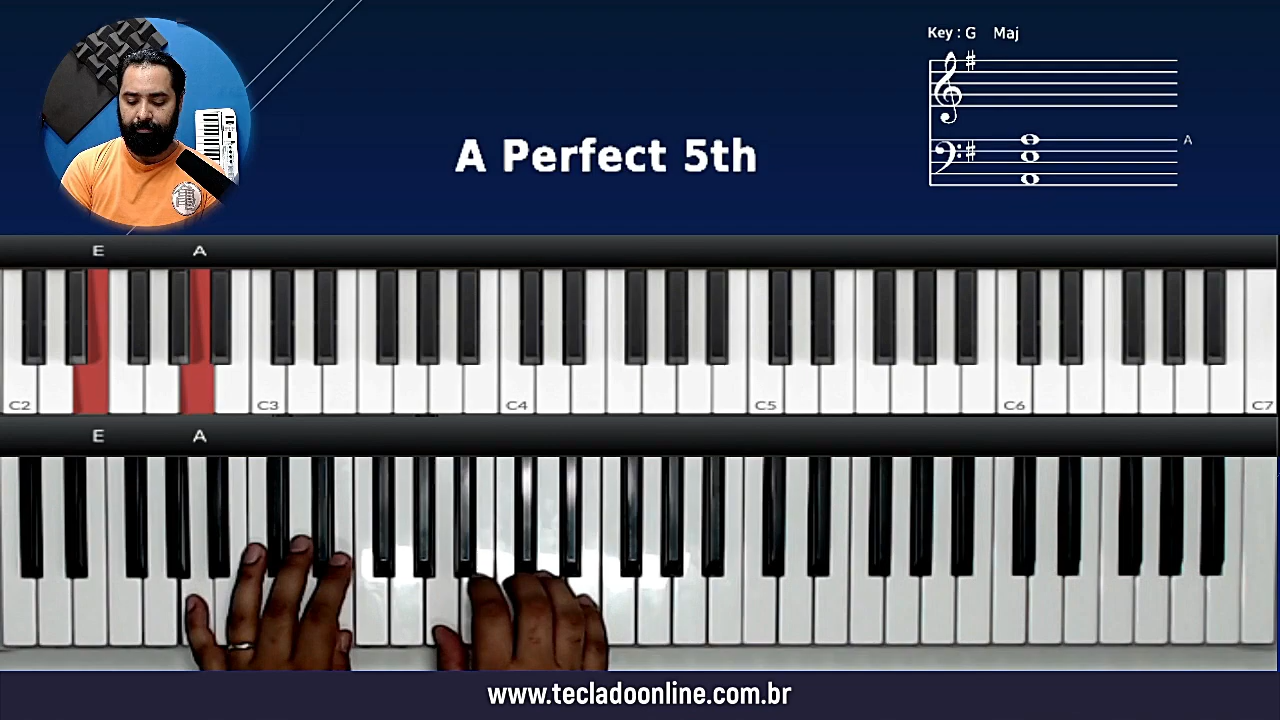 Key : G Maj
A Perfect 5th
A
E A
C2 C3 C4 C5 C6 C7
E A
www.tecladoonline.com.br